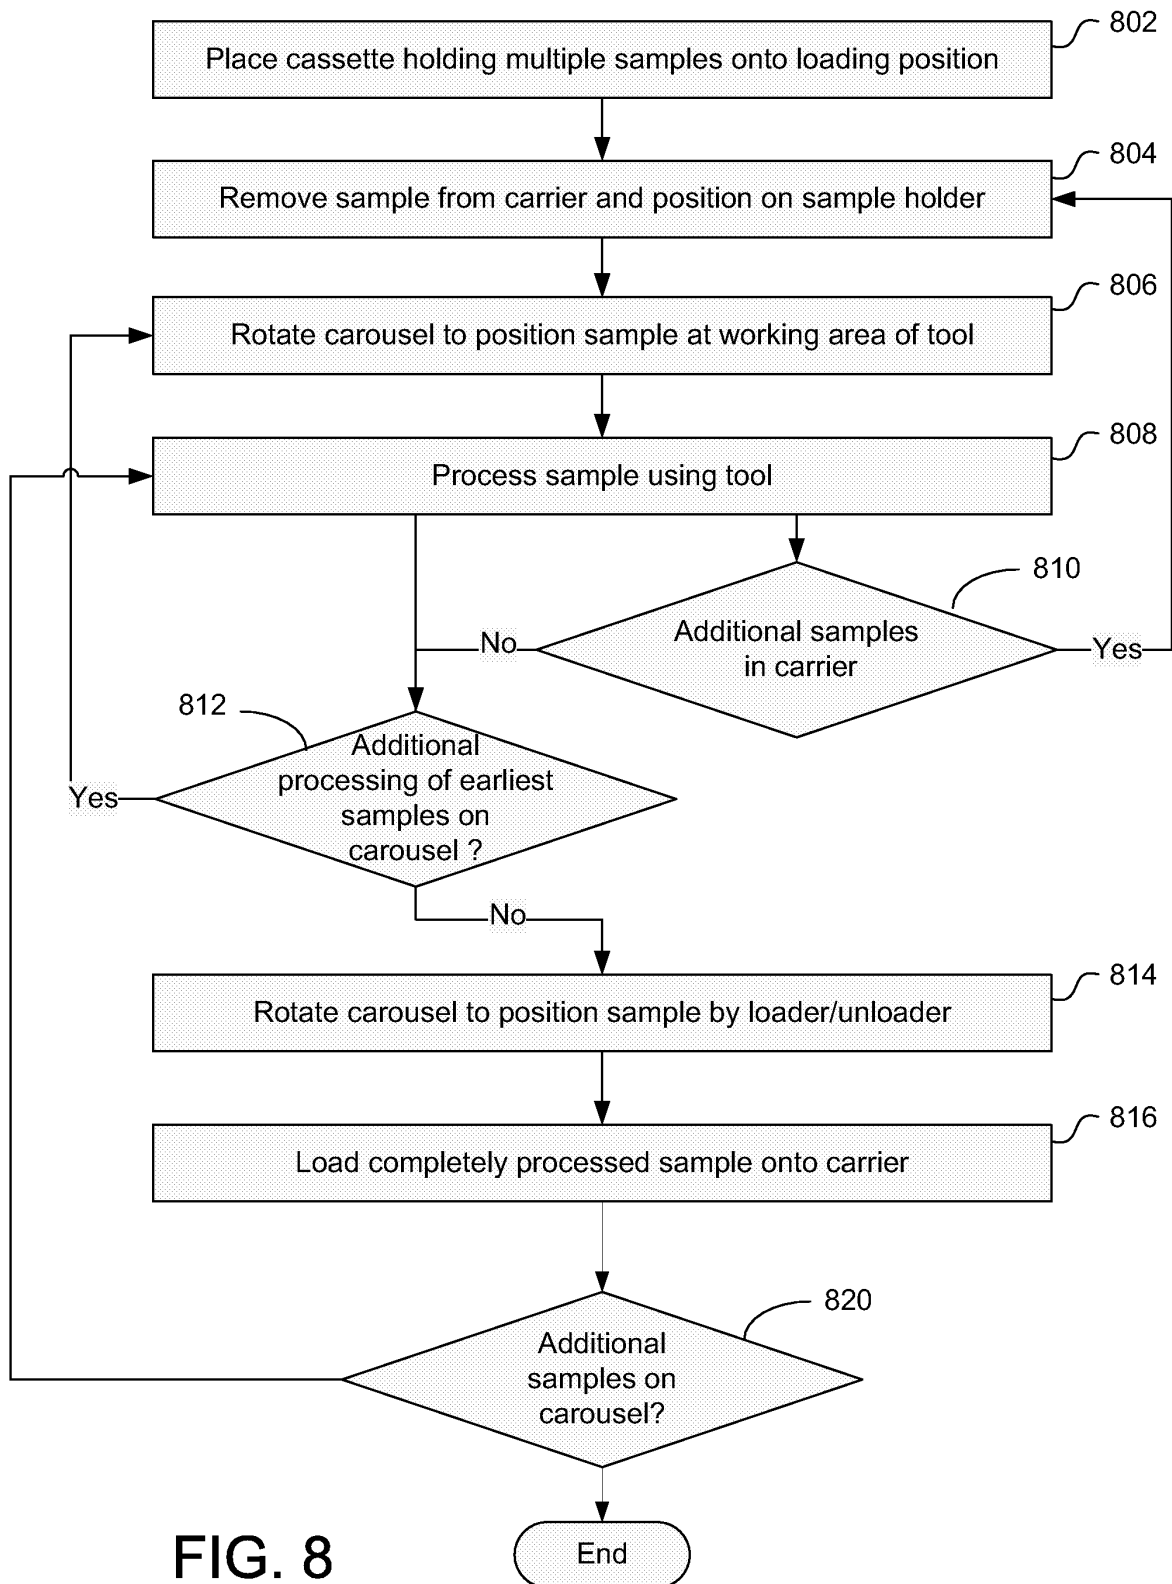 802
Place cassette holding multiple samples onto loading position
804
Remove sample from carrier and position on sample holder
806
Rotate carousel to position sample at working area of tool
808
Process sample using tool
810
Additional samples
in carrier
No
Yes
812
Additional
processing of earliest
samples on
carousel ?
Yes
No
814
Rotate carousel to position sample by loader/unloader
816
Load completely processed sample onto carrier
820
Additional
samples on
carousel?
End
FIG. 8